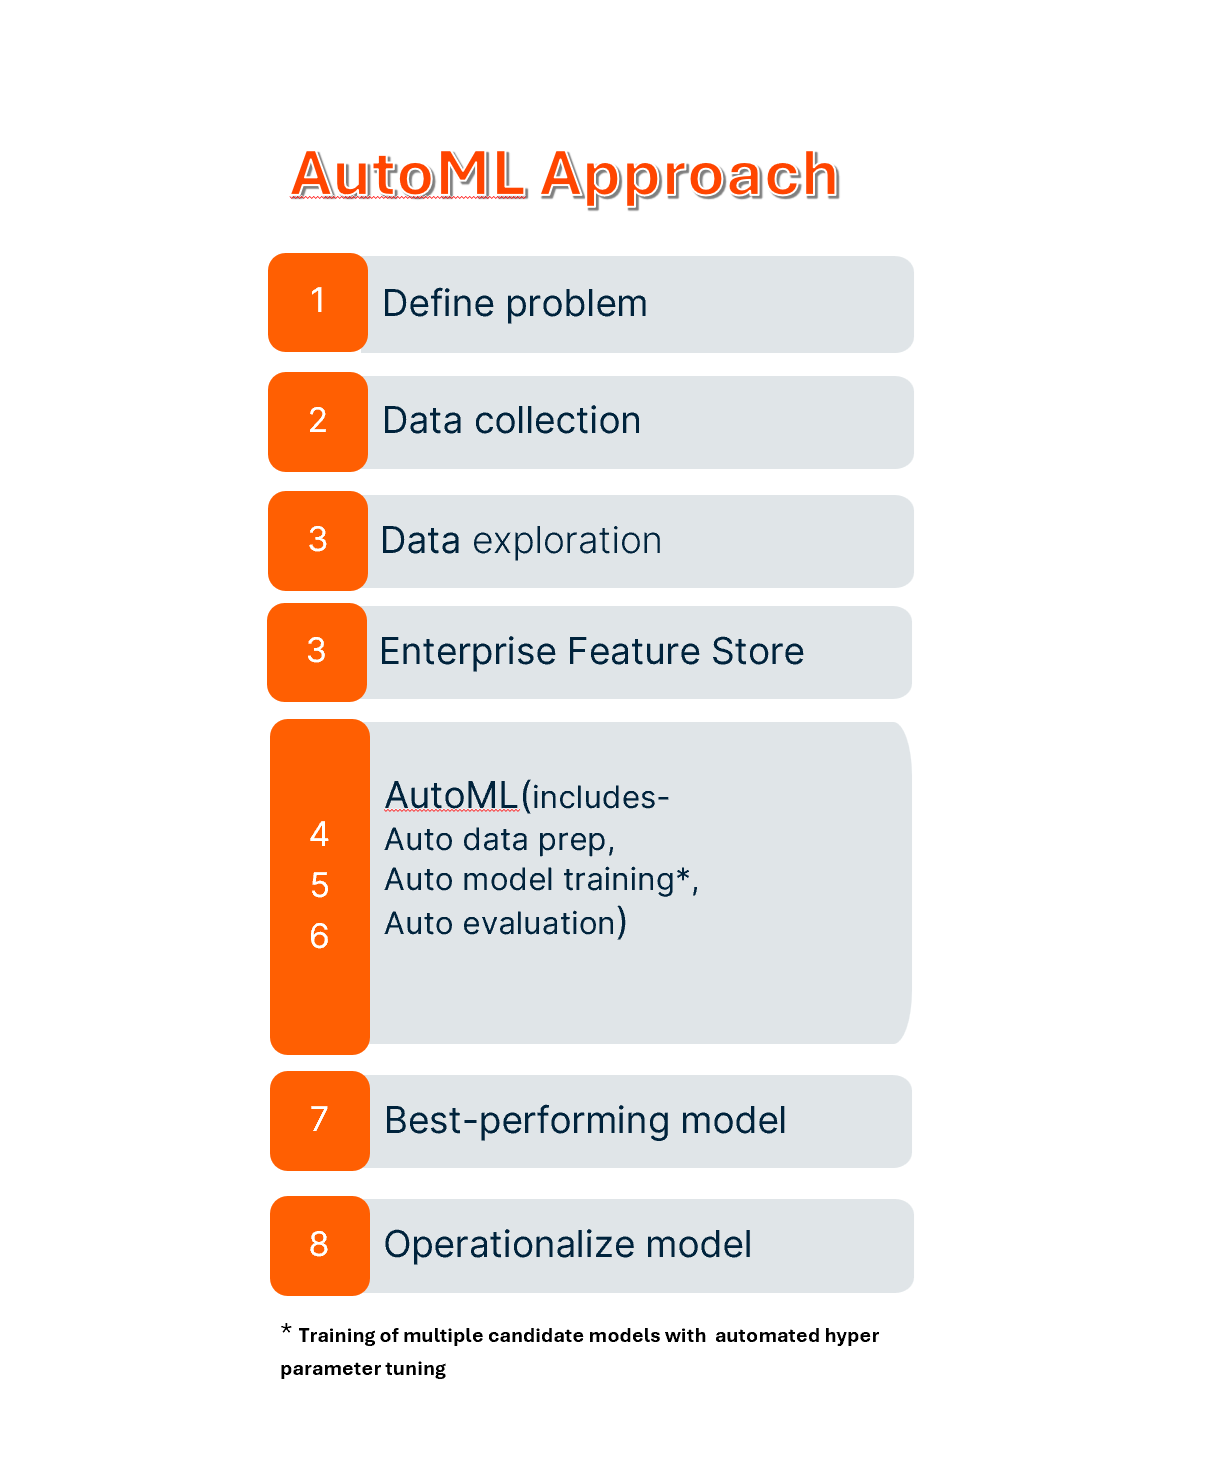 AutoML Approach
1 Define problem
2 Data collection
3 Data exploration
3 Enterprise Feature Store
4
5
6
AutoML(includes-
Auto data prep,
Auto model training*,
Auto evaluation)
7 Best-performing model
8 Operationalize model
* Training of multiple candidate models with  automated hyper
parameter tuning